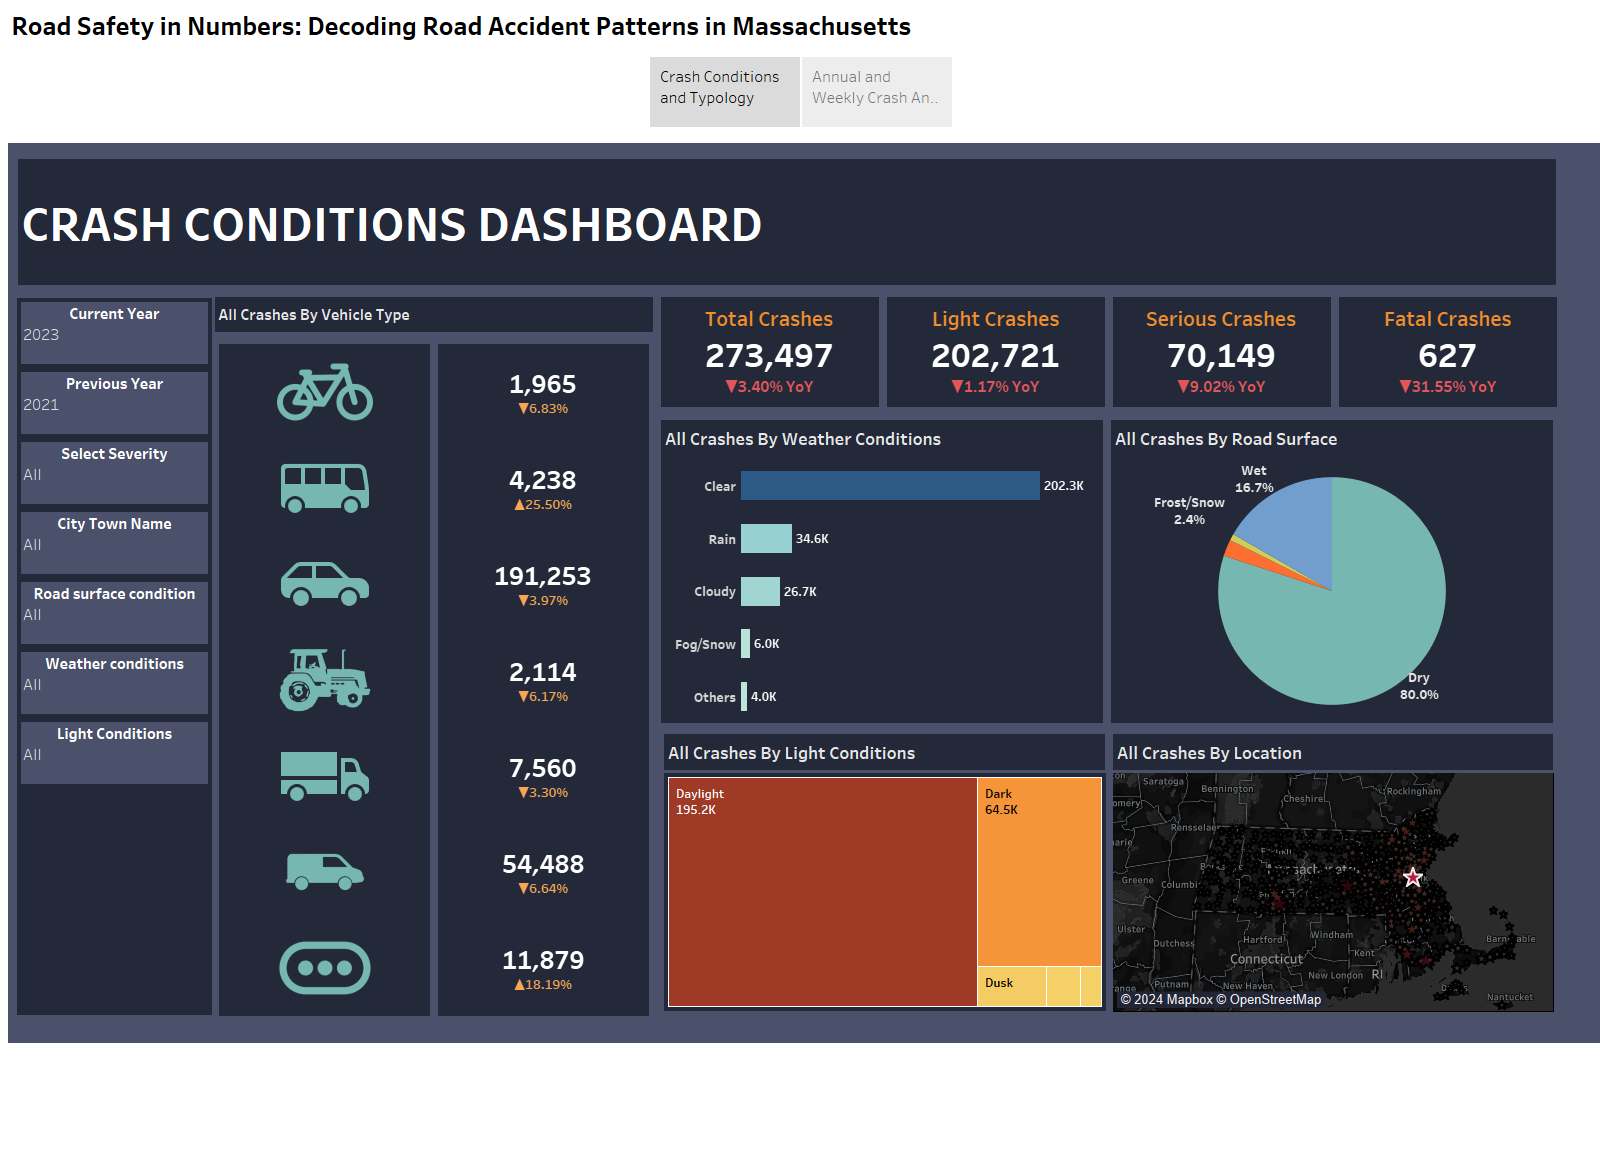 Road Safety in Numbers: Decoding Road Accident Patterns in Massachusetts
Crash Conditions
and Typology
Annual and
Weekly Crash An..
CRASH CONDITIONS DASHBOARD
Current Year
2023
Previous Year
2021
Select Severity
All
City Town Name
All
Road surface condition
All
Weather conditions
All
Light Conditions
All
All Crashes By Vehicle Type
1,965
▼6.83%
4,238
▲25.50%
191,253
▼3.97%
2,114
▼6.17%
7,560
▼3.30%
54,488
▼6.64%
11,879
▲18.19%
Total Crashes
273,497
▼3.40% YoY
Light Crashes
202,721
▼1.17% YoY
Serious Crashes
70,149
▼9.02% YoY
Fatal Crashes
627
▼31.55% YoY
All Crashes By Weather Conditions
Clear 202.3K
Rain 34.6K
Cloudy 26.7K
Fog/Snow 6.0K
Others 4.0K
All Crashes By Road Surface
Wet
16.7%
Frost/Snow
2.4%
Dry
80.0%
All Crashes By Light Conditions
Daylight
195.2K
Dark
64.5K
Dusk
All Crashes By Location
Saratoga
Bennington
Rockingham
Cheshire
Rensselaer
Greene
Columbi
Ulster
Dutchess
Hartford
Windham
Kent
Connecticut
New London
RI
Putnam
New Haven
Nantucket
© 2024 Mapbox © OpenStreetMap